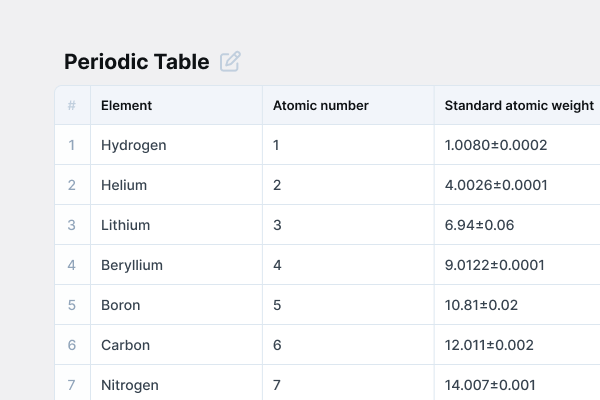 Periodic Table
# Element Atomic number Standard atomic weight
1 Hydrogen 1 1.0080±0.0002
2 Helium 2 4.0026±0.0001
3 Lithium 3 6.94±0.06
4 Beryllium 4 9.0122±0.0001
5 Boron 5 10.81±0.02
6 Carbon 6 12.011±0.002
7 Nitrogen 7 14.007±0.001